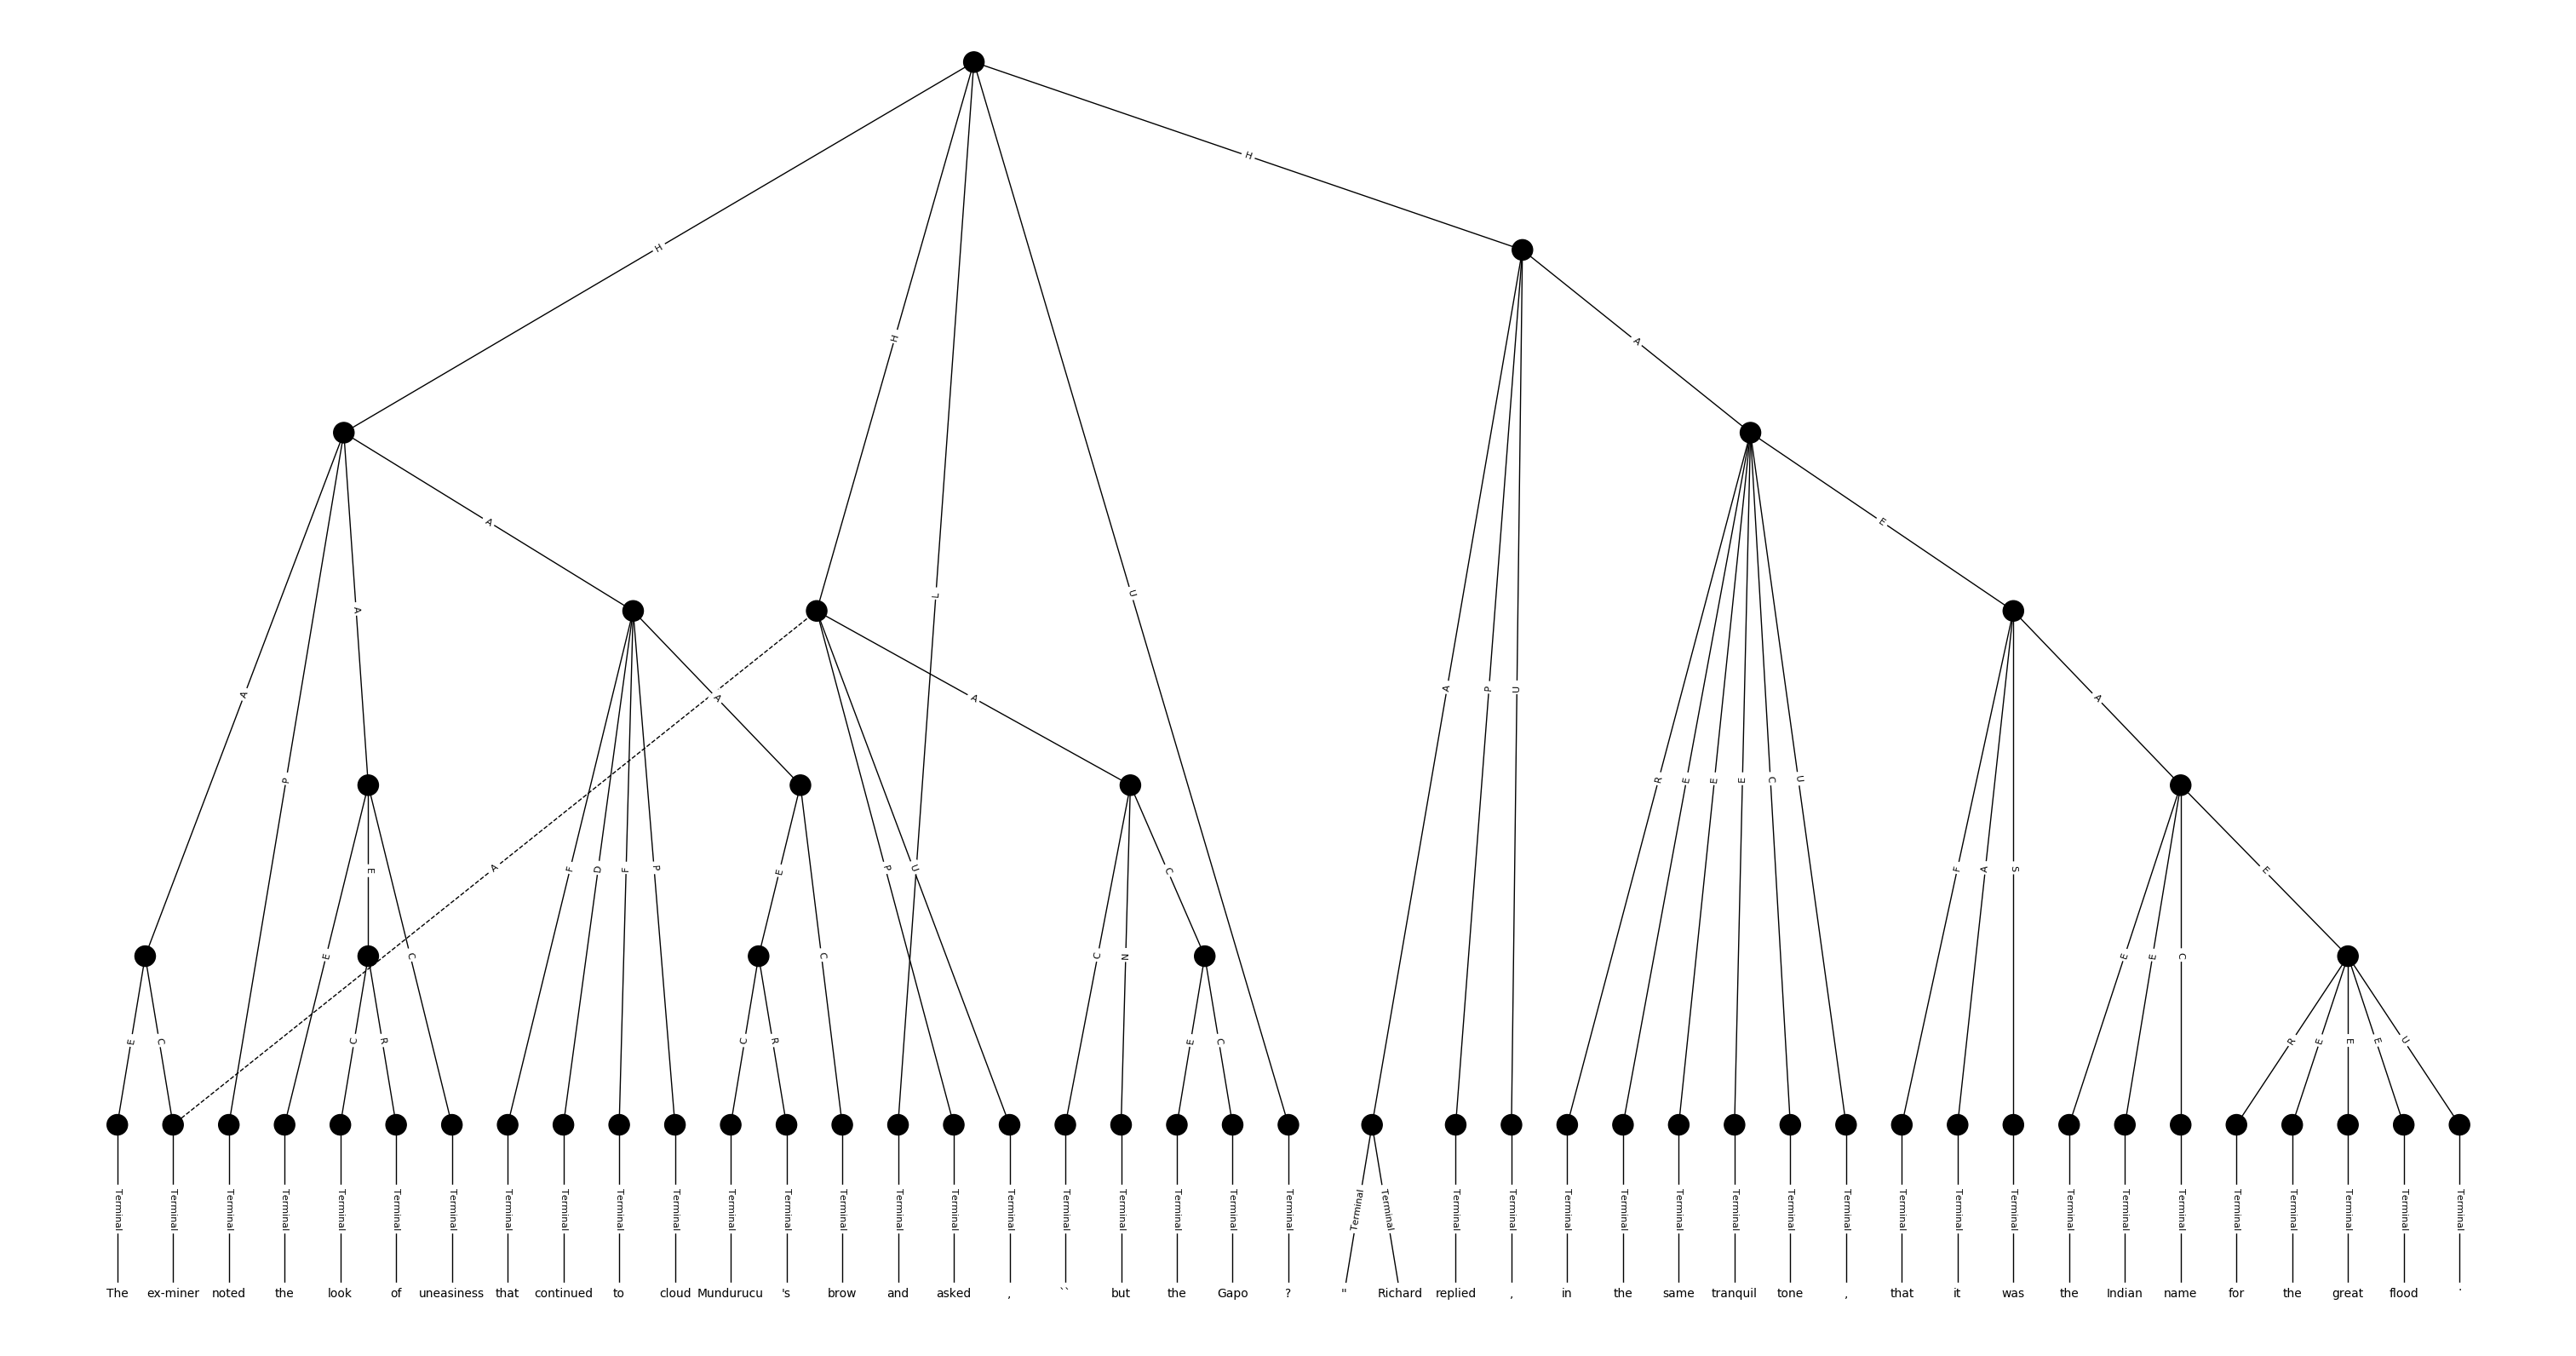 H
H
H
A
A
A
E
L
U
A
A
A
A
A
P
U
P
R E E E C U
A
P
E
F D F P
E
P U
C
F A S
E
E
C
C
C N
E E C
E C
C R
C R
E C
R E E E U
Terminal Terminal Terminal Terminal Terminal Terminal Terminal Terminal Terminal Terminal Terminal Terminal Terminal Terminal Terminal Terminal Terminal Terminal Terminal Terminal Terminal Terminal Terminal Terminal Terminal Terminal Terminal Terminal Terminal Terminal Terminal Terminal Terminal Terminal Terminal Terminal Terminal Terminal Terminal Terminal Terminal Terminal Terminal
The ex-miner noted the look of uneasiness that continued to cloud Mundurucu 's brow and asked , `` but the Gapo ? " Richard replied , in the same tranquil tone , that it was the Indian name for the great flood .